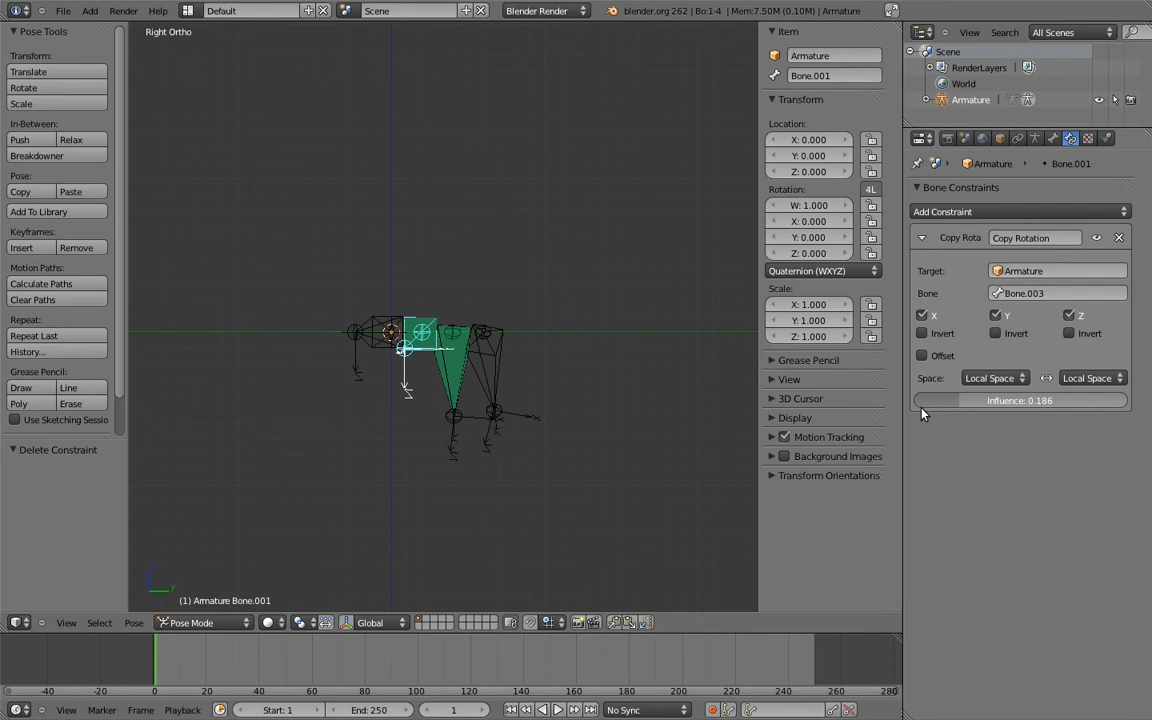 File Add Render Help Default Scene Blender Render blender.org 262 | Bo:1-4 | Mem:7.50M (0.10M) | Armature
Pose Tools
Transform:
Translate
Rotate
Scale
In-Between:
Push Relax
Breakdowner
Pose:
Copy Paste
Add To Library
Keyframes:
Insert Remove
Motion Paths:
Calculate Paths
Clear Paths
Repeat:
Repeat Last
History...
Grease Pencil:
Draw Line
Poly Erase
Use Sketching Sessio
Delete Constraint
Right Ortho
(1) Armature Bone.001
Item
Armature
Bone.001
Transform
Location:
X: 0.000
Y: 0.000
Z: 0.000
Rotation: 4L
W: 1.000
X: 0.000
Y: 0.000
Z: 0.000
Quaternion (WXYZ)
Scale:
X: 1.000
Y: 1.000
Z: 1.000
Grease Pencil
View
3D Cursor
Display
Motion Tracking
Background Images
Transform Orientations
View Search All Scenes
Scene
RenderLayers
World
Armature
Armature Bone.001
Bone Constraints
Add Constraint
Copy Rota Copy Rotation
Target: Armature
Bone Bone.003
X Y Z
Invert Invert Invert
Offset
Space: Local Space Local Space
Influence: 0.186
View Select Pose Pose Mode Global
-40 -20 0 20 40 60 80 100 120 140 160 180 200 220 240 260 280
View Marker Frame Playback Start: 1 End: 250 1 No Sync